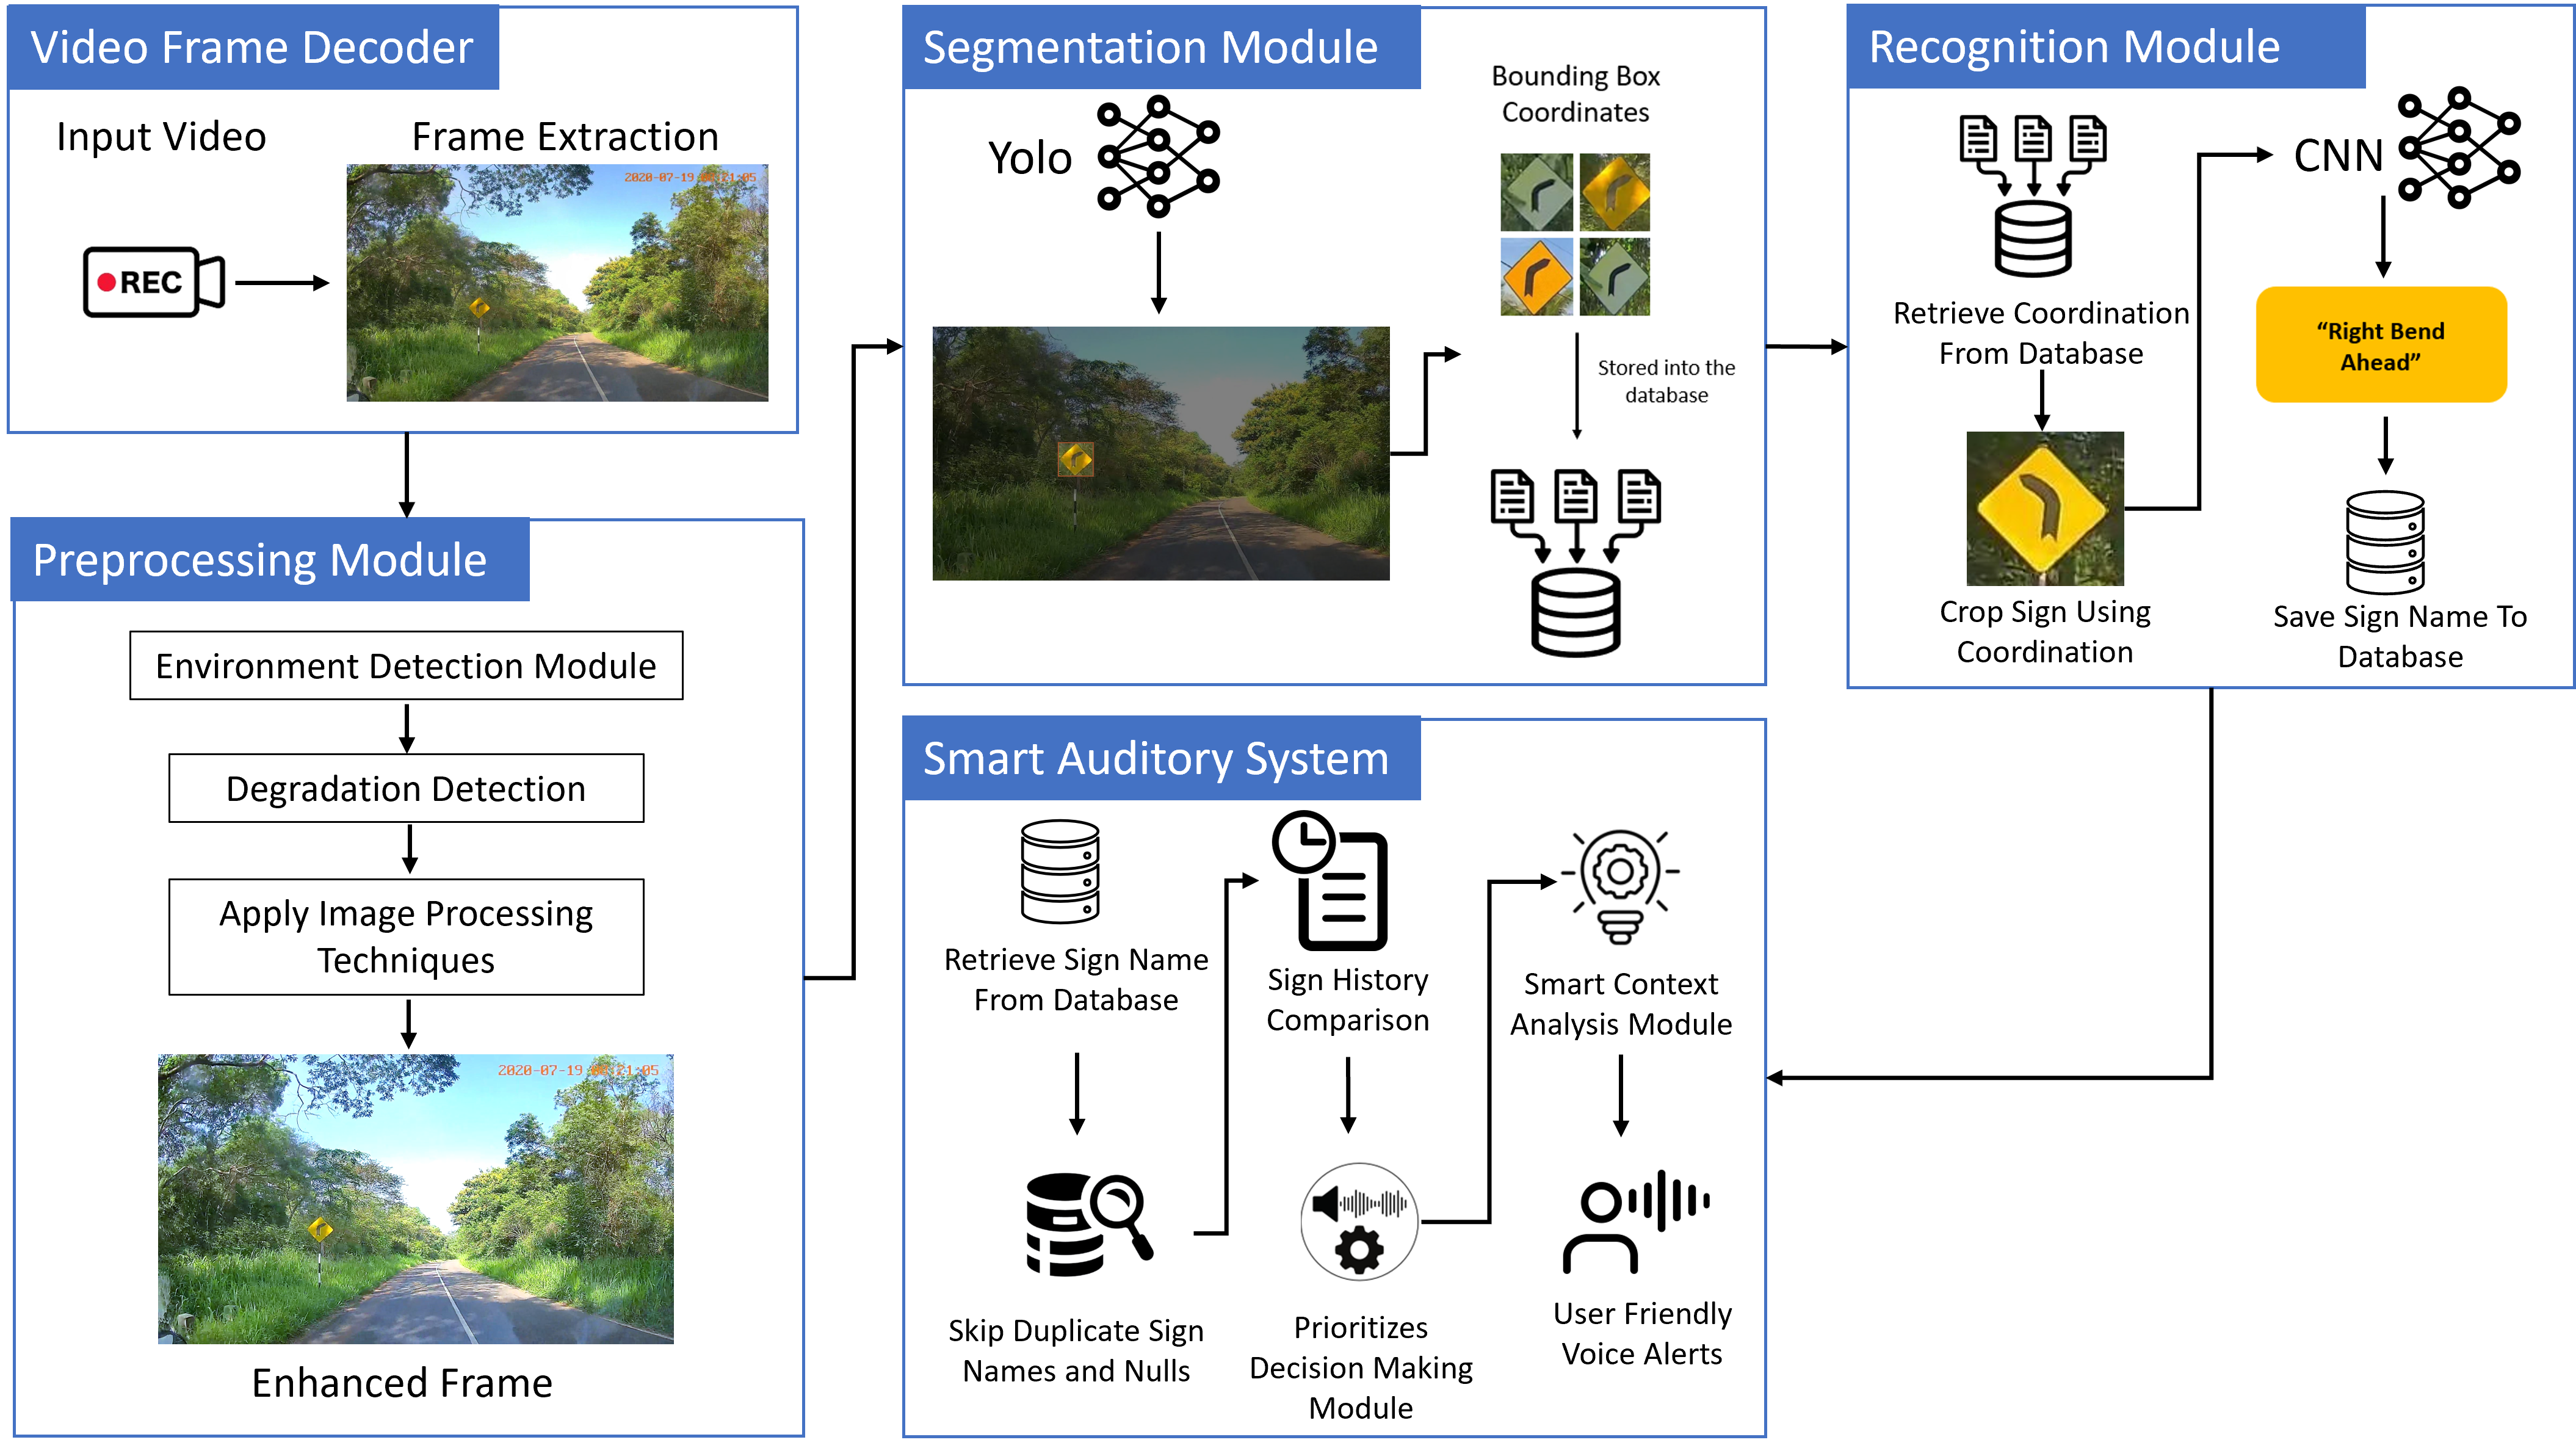 Video Frame Decoder
Input Video
Frame Extraction
REC
Preprocessing Module
Environment Detection Module
Degradation Detection
Apply Image Processing
Techniques
Enhanced Frame
Segmentation Module
Yolo
Bounding Box
Coordinates
Stored into the
database
Recognition Module
Retrieve Coordination
From Database
Crop Sign Using
Coordination
CNN
“Right Bend
Ahead”
Save Sign Name To
Database
Smart Auditory System
Retrieve Sign Name
From Database
Skip Duplicate Sign
Names and Nulls
Sign History
Comparison
Prioritizes
Decision Making
Module
Smart Context
Analysis Module
User Friendly
Voice Alerts
2020-07-19
2020-07-19